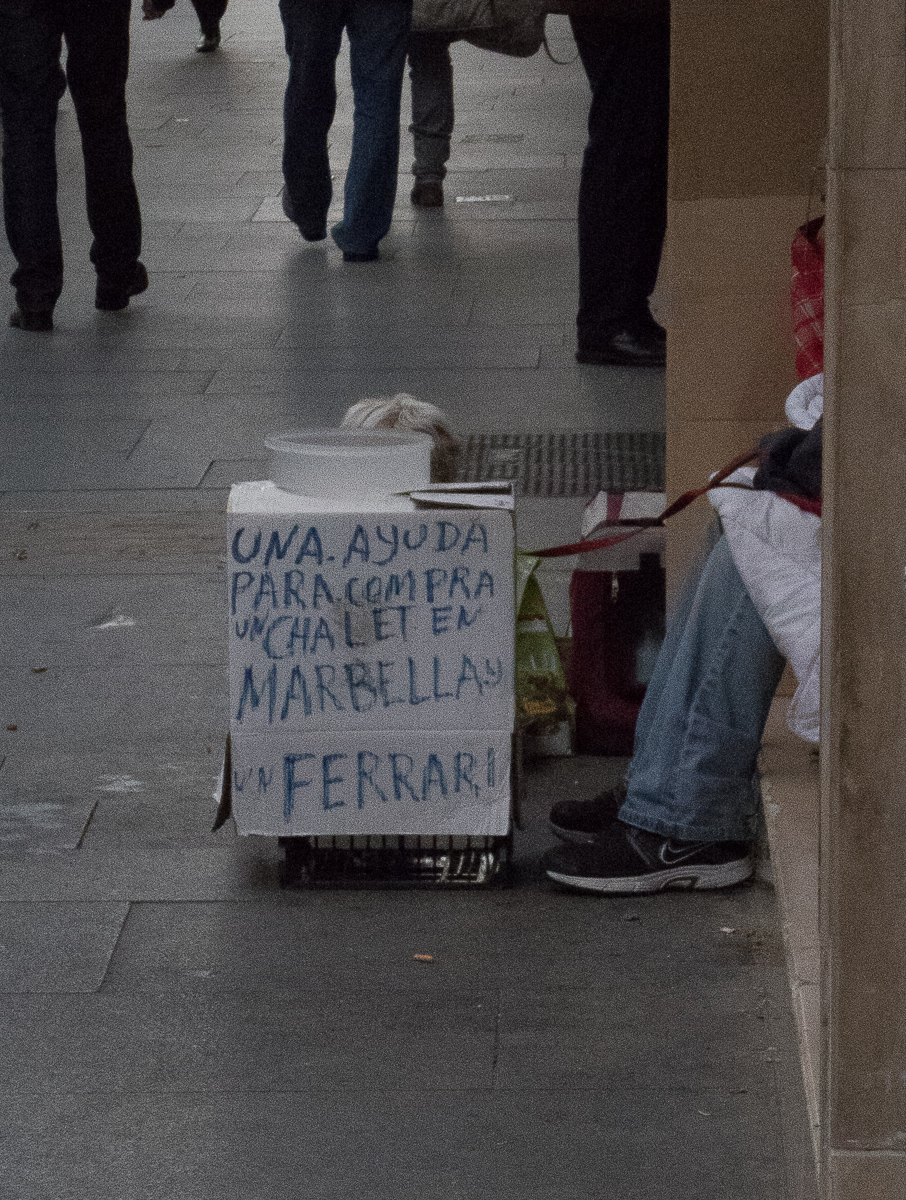 UNA. AYUDA
PARA. COMPRA
UN CHALET EN
MARBELLA Y
UN FERRARI